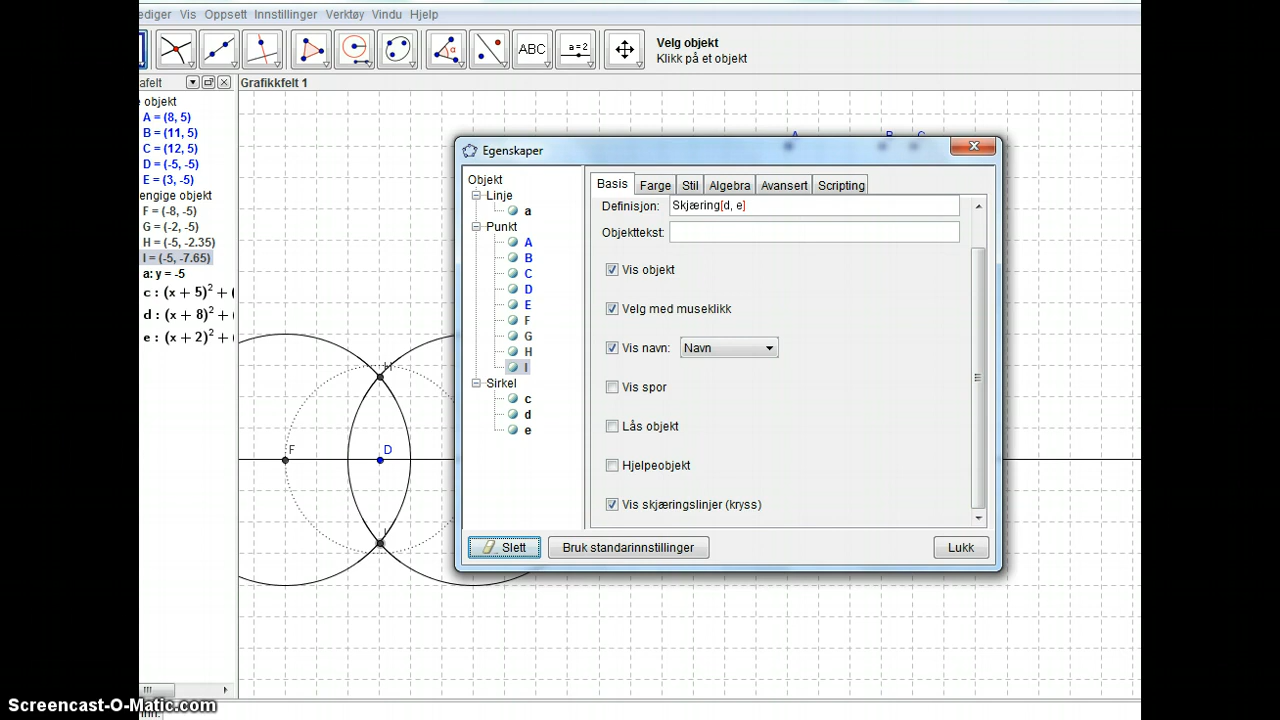 ediger Vis Oppsett Innstillinger Verktøy Vindu Hjelp
ABC
a=2
α
Velg objekt
Klikk på et objekt
afelt
Grafikkfelt 1
e objekt
A = (8, 5)
B = (11, 5)
C = (12, 5)
D = (-5, -5)
E = (3, -5)
engige objekt
F = (-8, -5)
G = (-2, -5)
H = (-5, -2.35)
I = (-5, -7.65)
a: y = -5
c : (x + 5)² + (
d : (x + 8)² + (
e : (x + 2)² + (
A B C
H
F
D
I
Egenskaper
Objekt
Linje
a
Punkt
A
B
C
D
E
F
G
H
I
Sirkel
c
d
e
Basis Farge Stil Algebra Avansert Scripting
Definisjon: Skjæring[d, e]
Objekttekst:
Vis objekt
Velg med museklikk
Vis navn: Navn
Vis spor
Lås objekt
Hjelpeobjekt
Vis skjæringslinjer (kryss)
Slett
Bruk standarinnstillinger
Lukk
Screencast-O-Matic.com